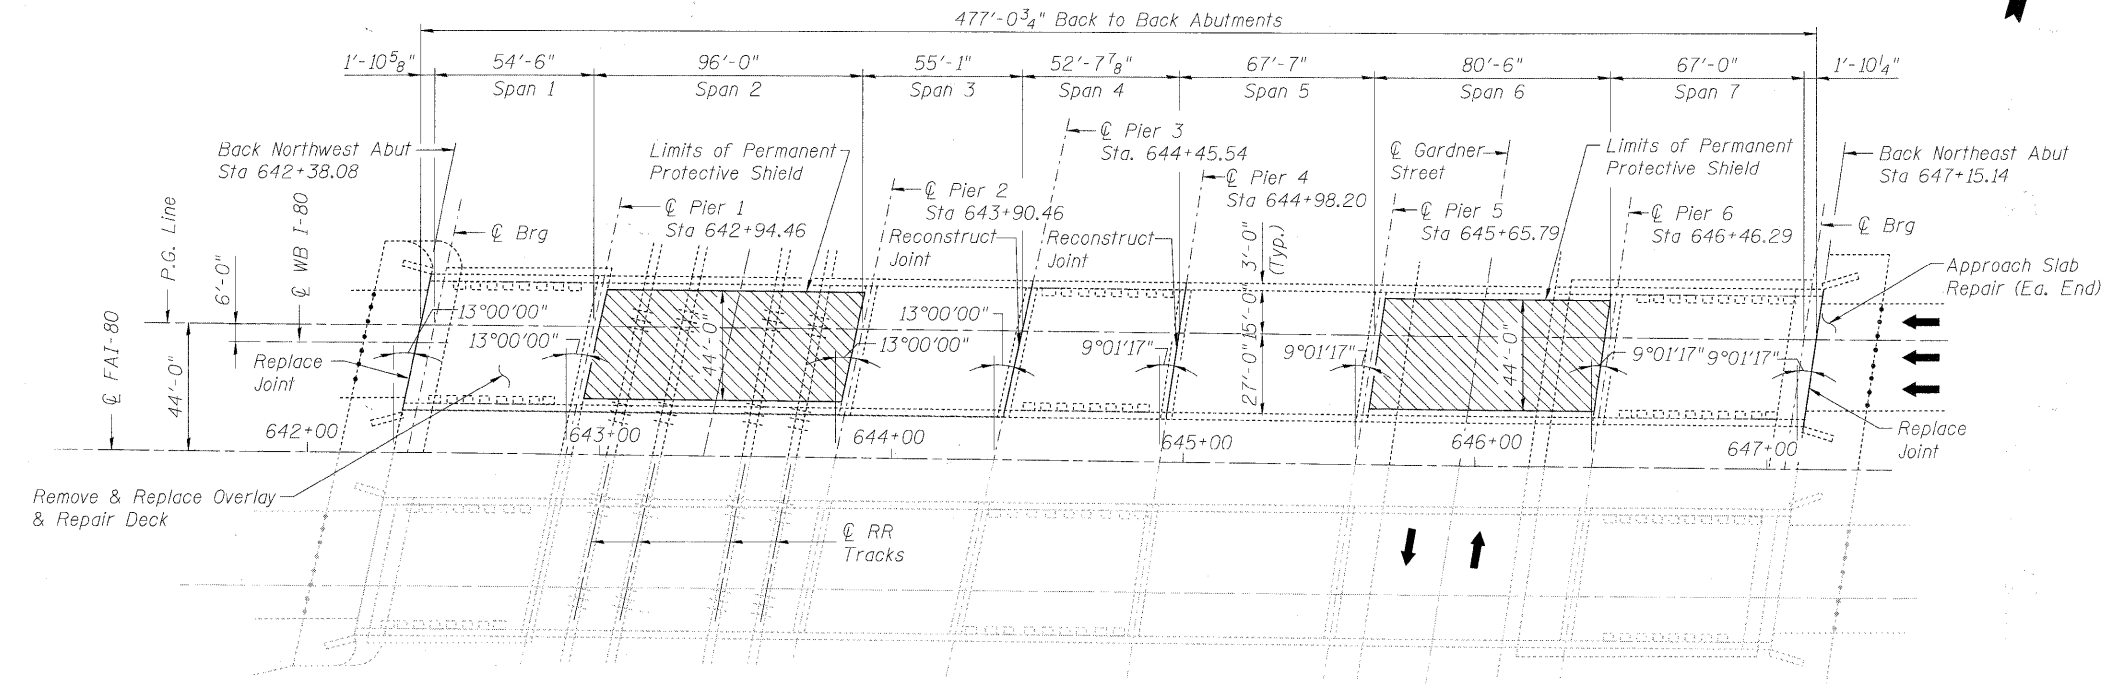 477'-0 3/4" Back to Back Abutments
1'-10 5/8"
54'-6"
96'-0"
55'-1"
52'-7 7/8"
67'-7"
80'-6"
67'-0"
1'-10 1/4"
Span 1
Span 2
Span 3
Span 4
Span 5
Span 6
Span 7
Back Northwest Abut
Sta 642+38.08
Limits of Permanent
Protective Shield
℄ Pier 3
Sta. 644+45.54
℄ Gardner
Street
Limits of Permanent
Protective Shield
Back Northeast Abut
Sta 647+15.14
℄ Pier 1
Sta 642+94.46
℄ Pier 2
Sta 643+90.46
℄ Pier 4
Sta 644+98.20
℄ Pier 5
Sta 645+65.79
℄ Pier 6
Sta 646+46.29
℄ Brg
℄ Brg
Reconstruct
Joint
Reconstruct
Joint
3'-0"
(Typ.)
Approach Slab
Repair (Ea. End)
P.G. Line
6'-0"
℄ WB I-80
℄ FAI-80
44'-0"
13°00'00"
13°00'00"
44'-0"
13°00'00"
13°00'00"
9°01'17"
15'-0"
27'-0"
9°01'17"
44'-0"
9°01'17"
9°01'17"
Replace
Joint
642+00
643+00
644+00
645+00
646+00
647+00
Replace
Joint
Remove & Replace Overlay
& Repair Deck
℄ RR
Tracks